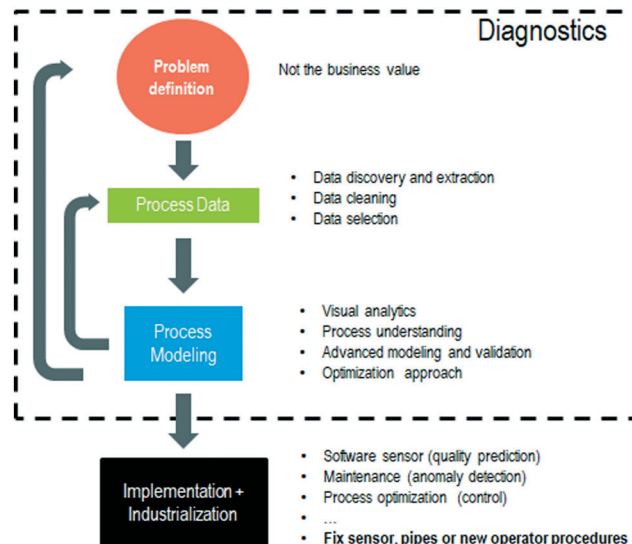 Diagnostics
Problem
definition
Not the business value
Process Data
• Data discovery and extraction
• Data cleaning
• Data selection
Process
Modeling
• Visual analytics
• Process understanding
• Advanced modeling and validation
• Optimization approach
Implementation +
Industrialization
• Software sensor (quality prediction)
• Maintenance (anomaly detection)
• Process optimization (control)
• ...
• Fix sensor, pipes or new operator procedures